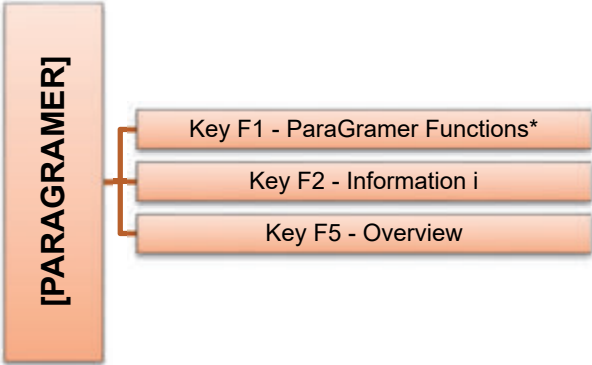 [PARAGRAMER]
Key F1 - ParaGramer Functions*
Key F2 - Information i
Key F5 - Overview